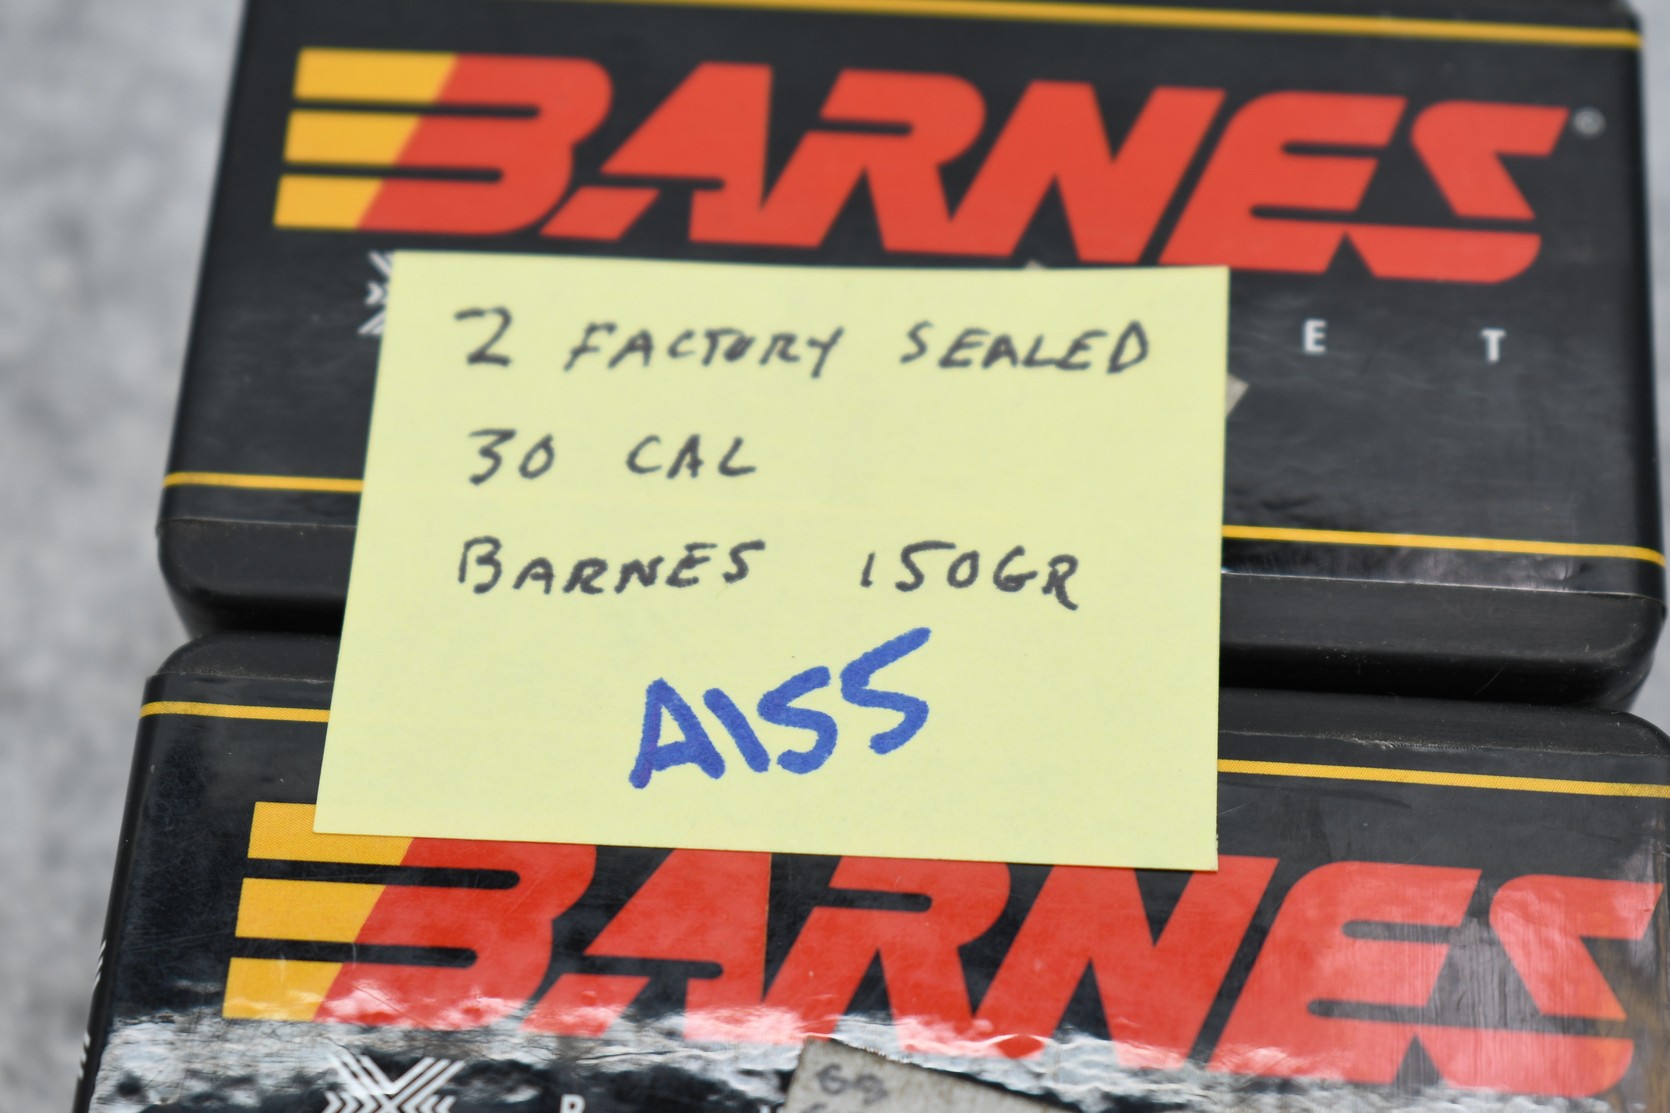 BARNES®
X E T
2 FACTORY SEALED
30 CAL
BARNES 150GR
A155
BARNES
X B